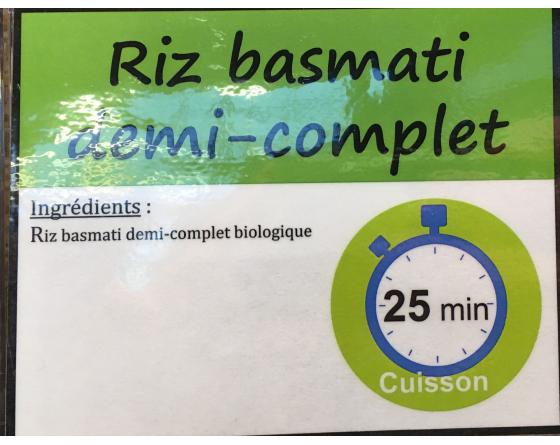 Riz basmati
demi-complet
Ingrédients :
Riz basmati demi-complet biologique
25 min
Cuisson